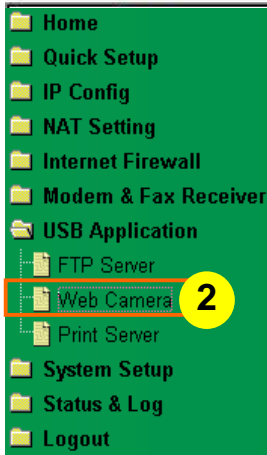 Home
Quick Setup
IP Config
NAT Setting
Internet Firewall
Modem & Fax Receiver
USB Application
FTP Server
Web Camera 2
Print Server
System Setup
Status & Log
Logout